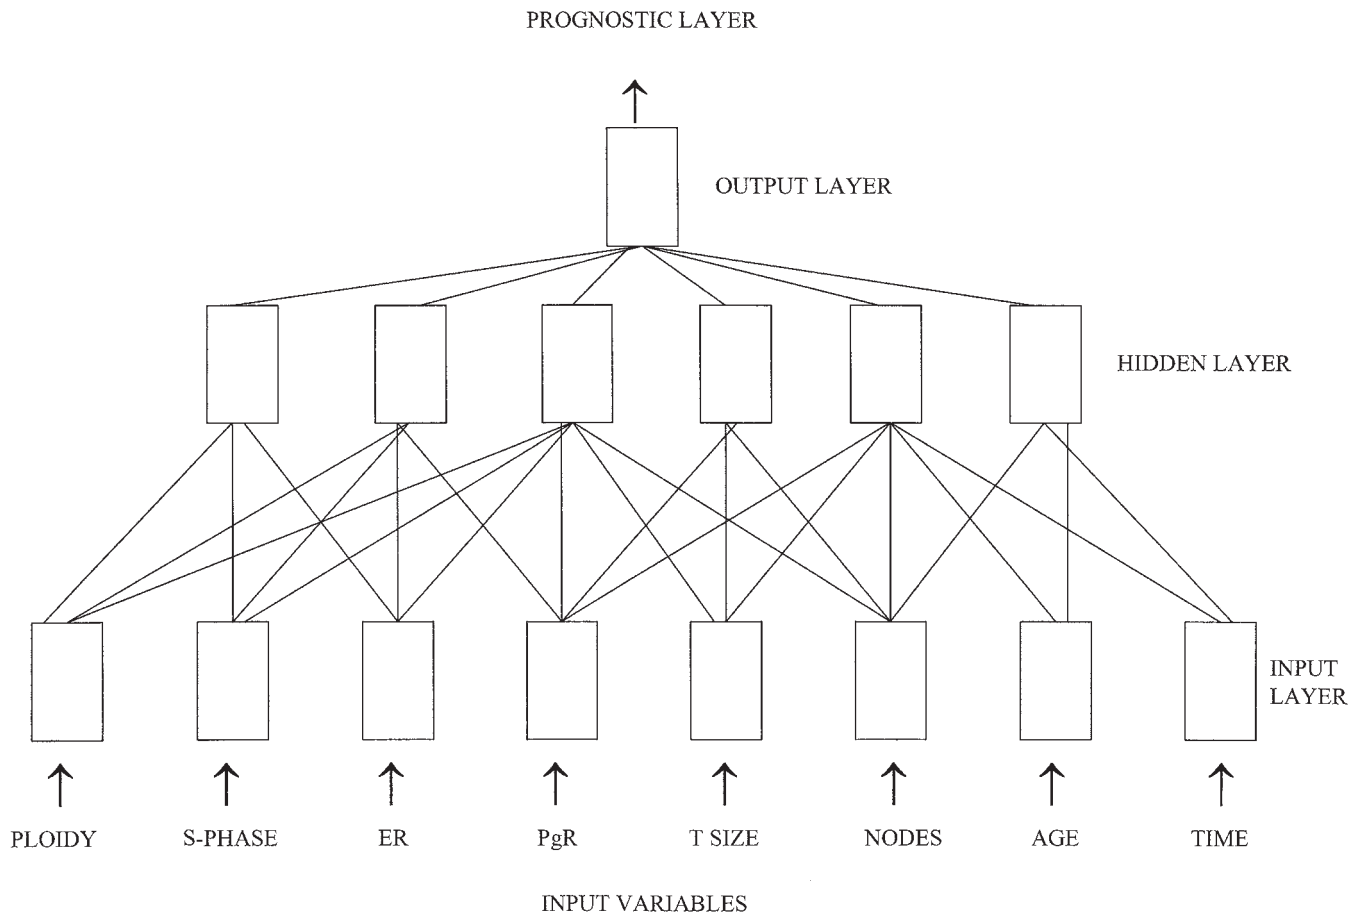 PROGNOSTIC LAYER
OUTPUT LAYER
HIDDEN LAYER
INPUT
LAYER
PLOIDY S-PHASE ER PgR T SIZE NODES AGE TIME
INPUT VARIABLES